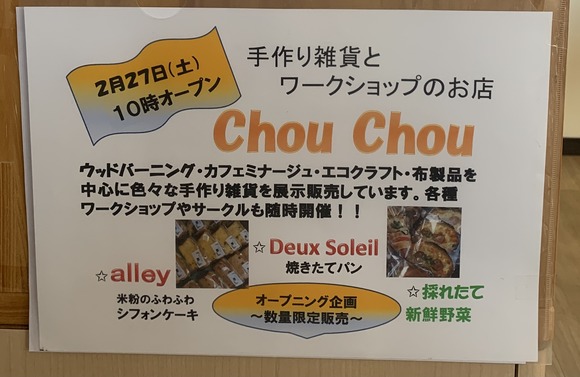 2月27日(土)
10時オープン
手作り雑貨と
ワークショップのお店
Chou Chou
ウッドバーニング・カフェミナージュ・エコクラフト・布製品を
中心に色々な手作り雑貨を展示販売しています。各種
ワークショップやサークルも随時開催！！
☆alley
米粉のふわふわ
シフォンケーキ
☆Deux Soleil
焼きたてパン
オープニング企画
～数量限定販売～
☆採れたて
新鮮野菜